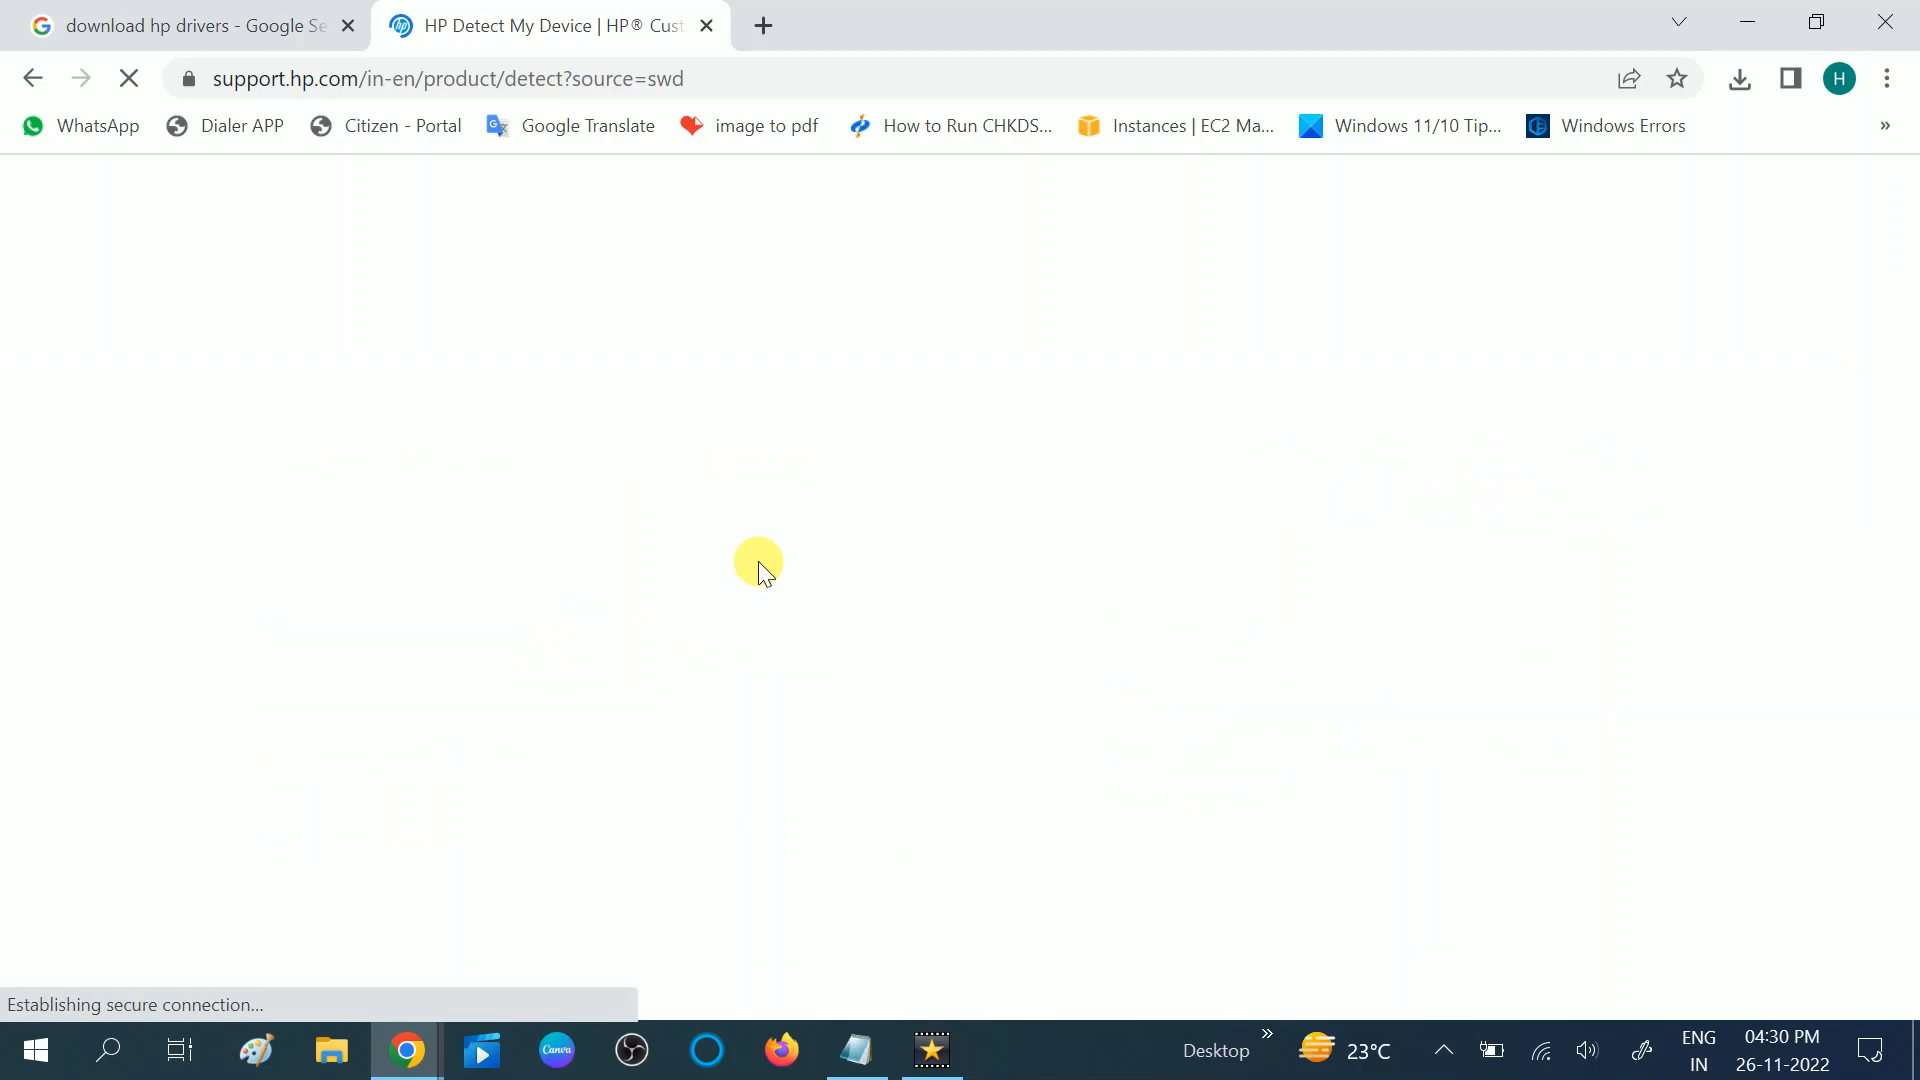 download hp drivers - Google Se
HP Detect My Device | HP® Cust
support.hp.com/in-en/product/detect?source=swd
H
WhatsApp
Dialer APP
Citizen - Portal
Google Translate
image to pdf
How to Run CHKDS...
Instances | EC2 Ma...
Windows 11/10 Tip...
Windows Errors
»
Establishing secure connection...
Canva
Desktop
»
23°C
ENG
IN
04:30 PM
26-11-2022